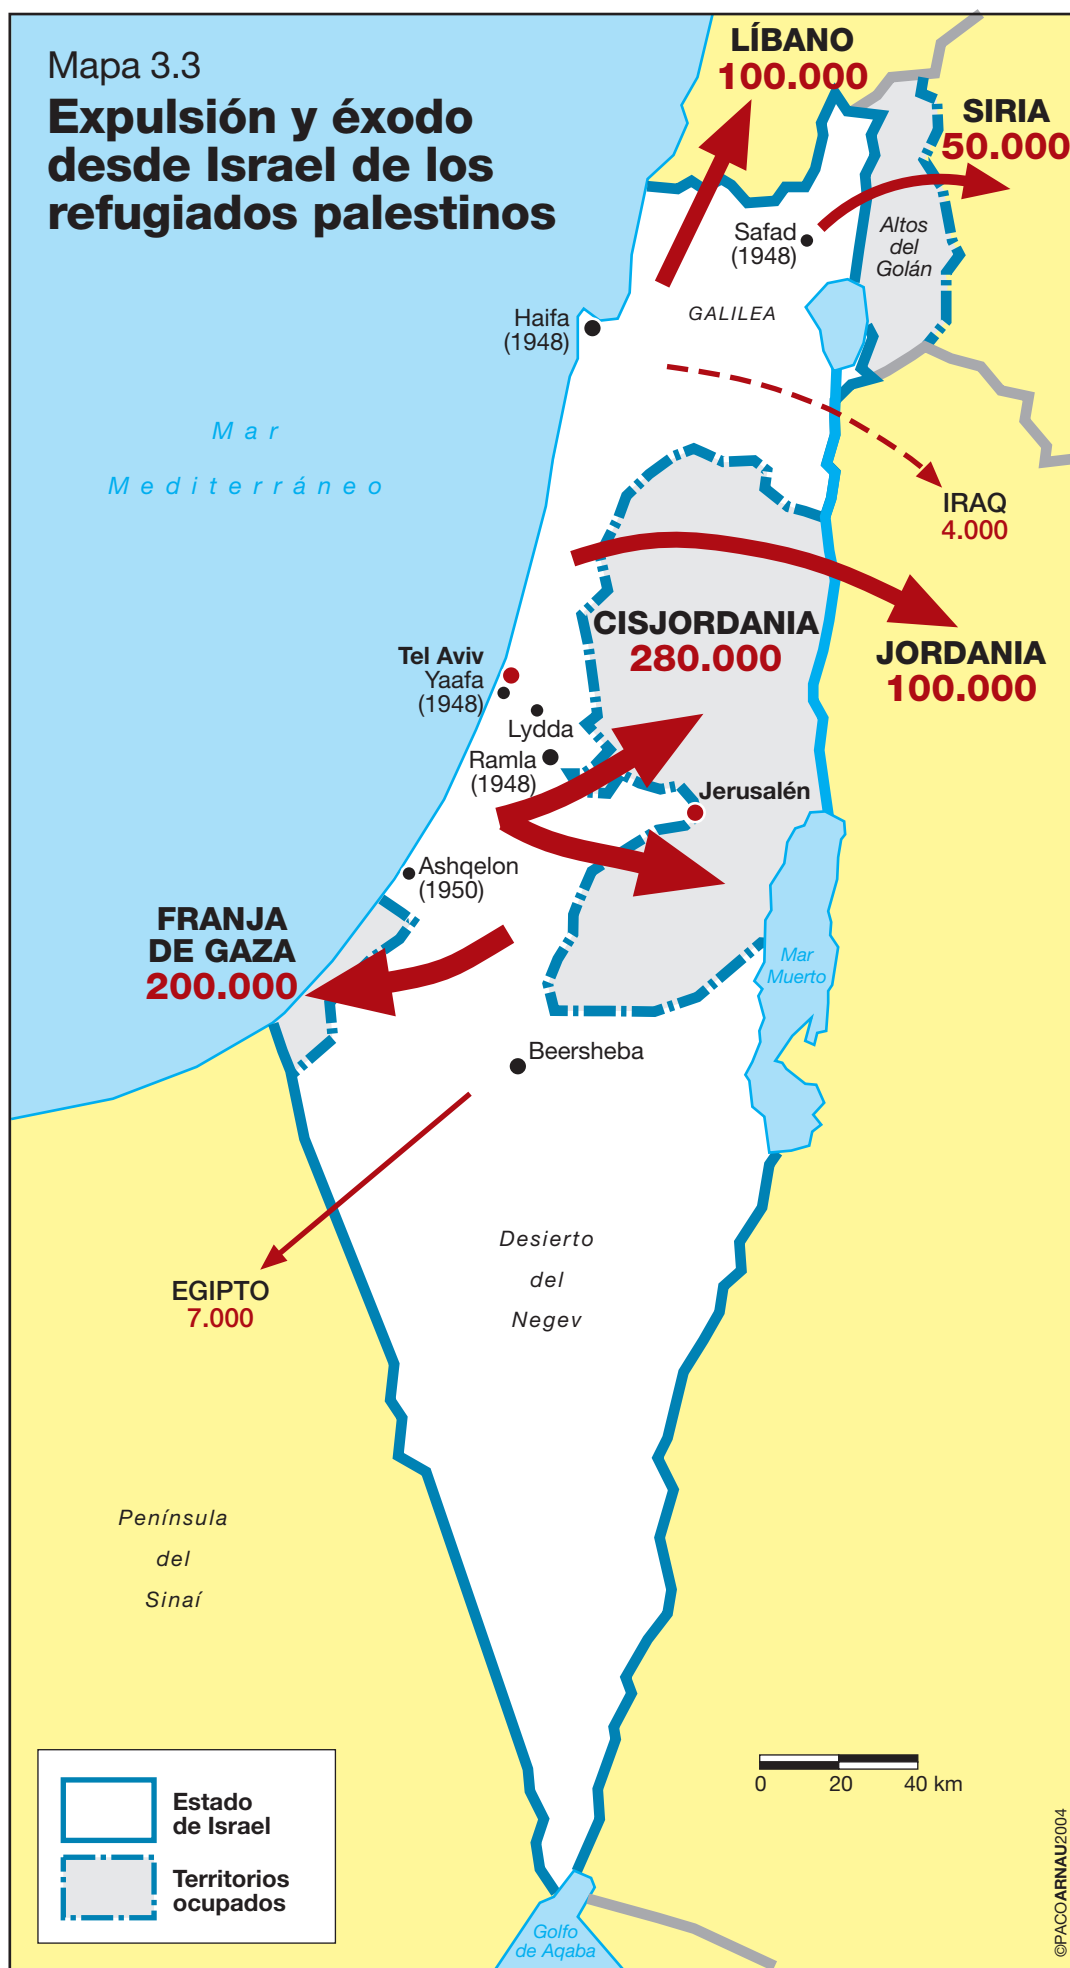 Mapa 3.3
Expulsión y éxodo
desde Israel de los
refugiados palestinos
LÍBANO
100.000
SIRIA
50.000
Safad
(1948)
Altos
del
Golán
GALILEA
Haifa
(1948)
Mar
Mediterráneo
IRAQ
4.000
CISJORDANIA
280.000
JORDANIA
100.000
Tel Aviv
Yaafa
(1948)
Lydda
Ramla
(1948)
Jerusalén
Ashqelon
(1950)
FRANJA
DE GAZA
200.000
Mar
Muerto
Beersheba
Desierto
del
Negev
EGIPTO
7.000
Península
del
Sinaí
Estado
de Israel
Territorios
ocupados
0 20 40 km
Golfo
de Aqaba
©PACOARNAU2004